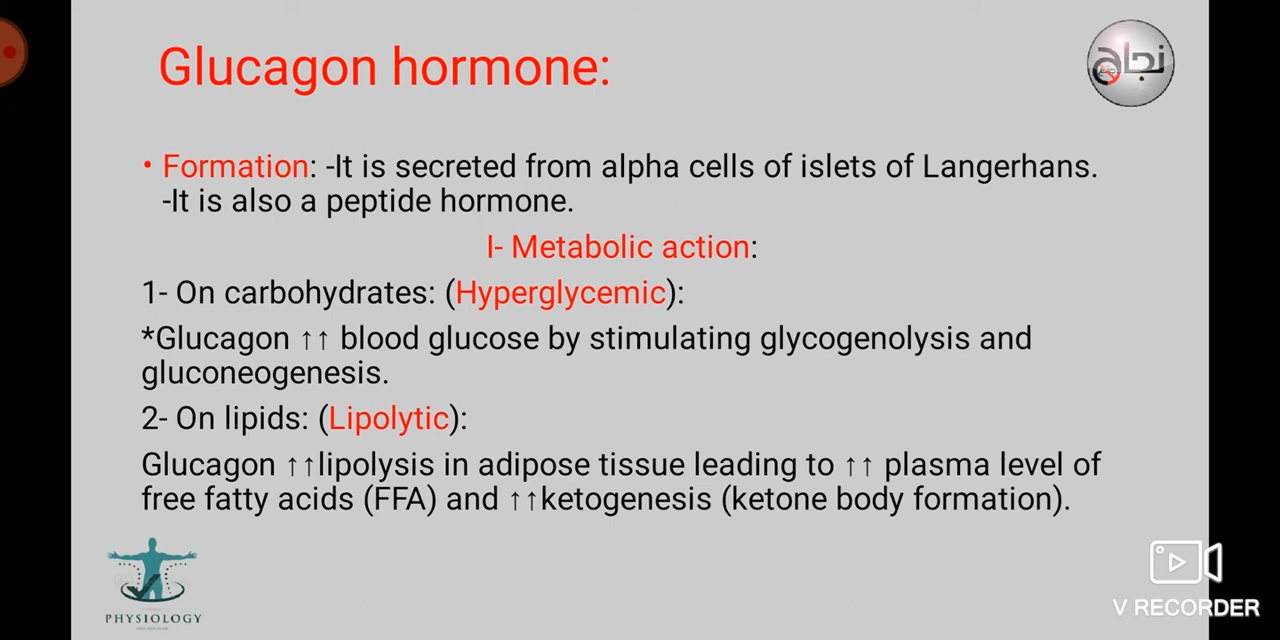 Glucagon hormone:
نجاح
• Formation: -It is secreted from alpha cells of islets of Langerhans.
-It is also a peptide hormone.
I- Metabolic action:
1- On carbohydrates: (Hyperglycemic):
*Glucagon ↑↑ blood glucose by stimulating glycogenolysis and
gluconeogenesis.
2- On lipids: (Lipolytic):
Glucagon ↑↑lipolysis in adipose tissue leading to ↑↑ plasma level of
free fatty acids (FFA) and ↑↑ketogenesis (ketone body formation).
PHYSIOLOGY
V RECORDER